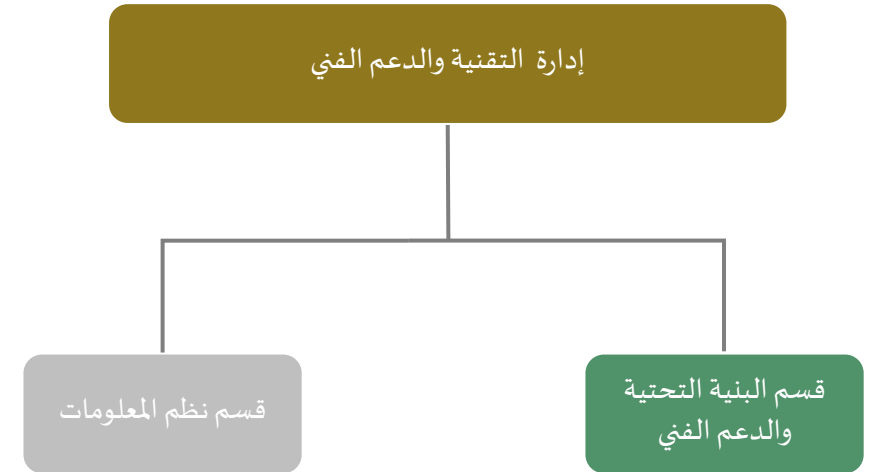 إدارة التقنية والدعم الفني
قسم البنية التحتية
والدعم الفني
قسم نظم المعلومات